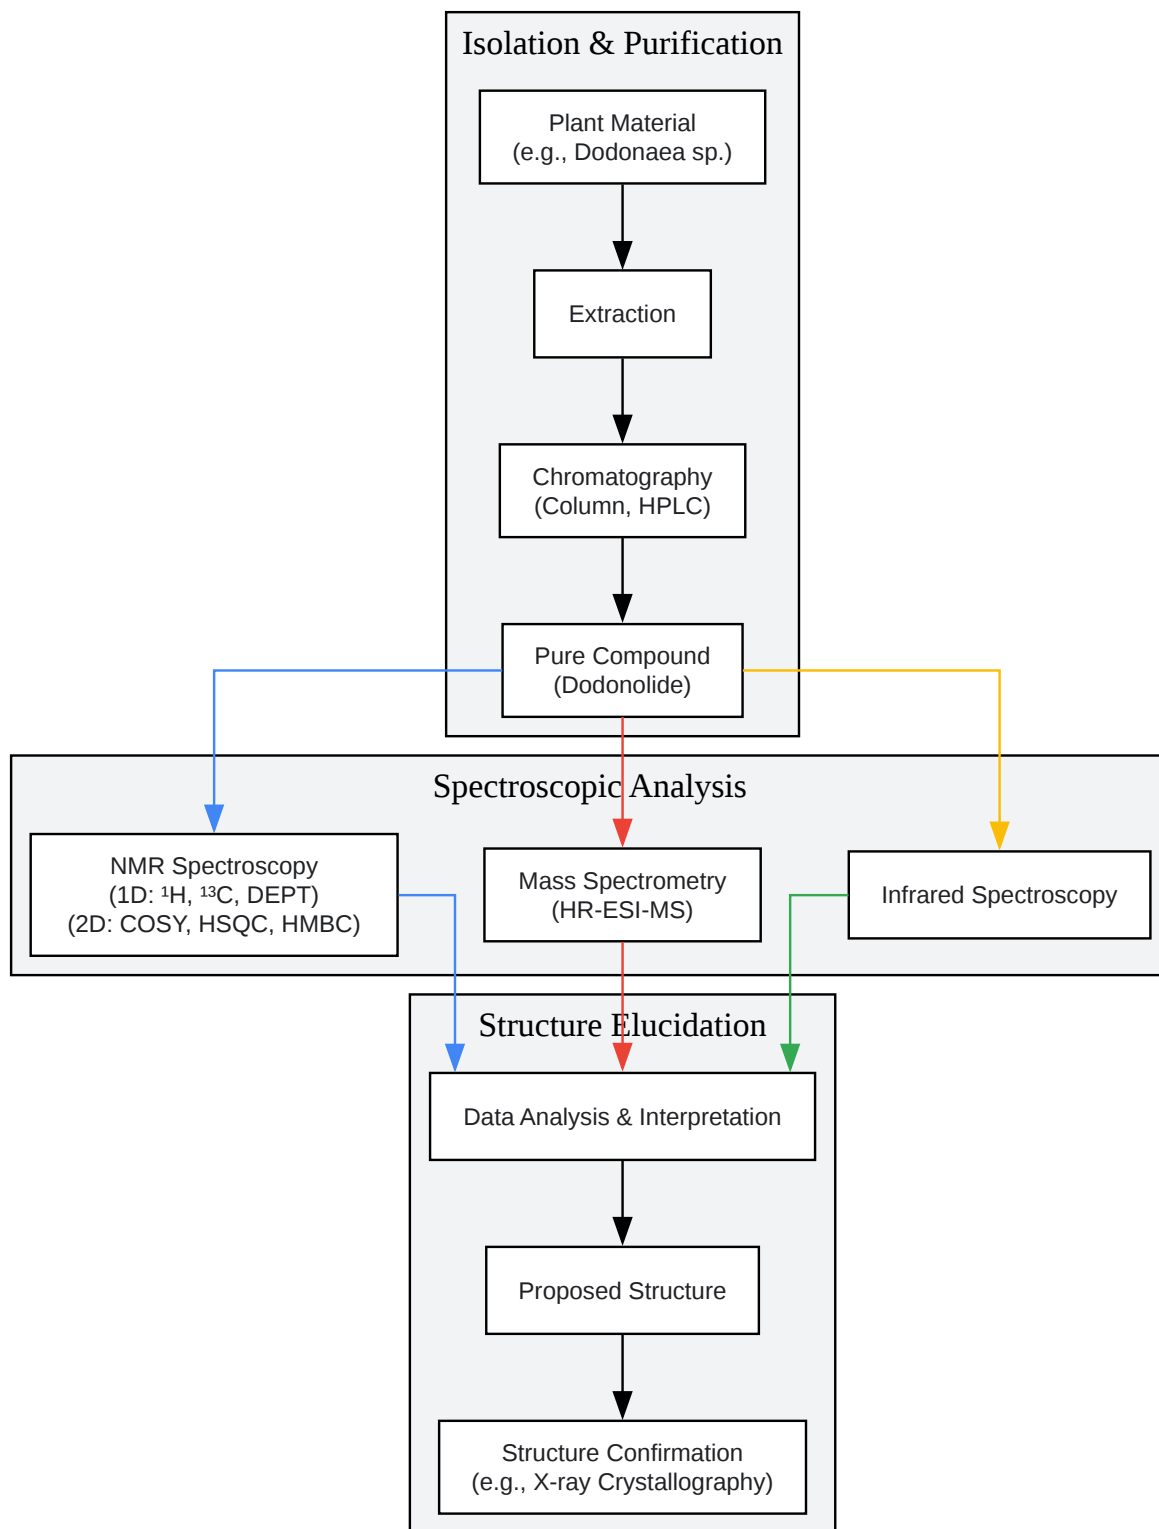 Isolation & Purification
Plant Material
(e.g., Dodonaea sp.)
Extraction
Chromatography
(Column, HPLC)
Pure Compound
(Dodonolide)
Spectroscopic Analysis
NMR Spectroscopy
(1D: ¹H, ¹³C, DEPT)
(2D: COSY, HSQC, HMBC)
Mass Spectrometry
(HR-ESI-MS)
Infrared Spectroscopy
Structure Elucidation
Data Analysis & Interpretation
Proposed Structure
Structure Confirmation
(e.g., X-ray Crystallography)